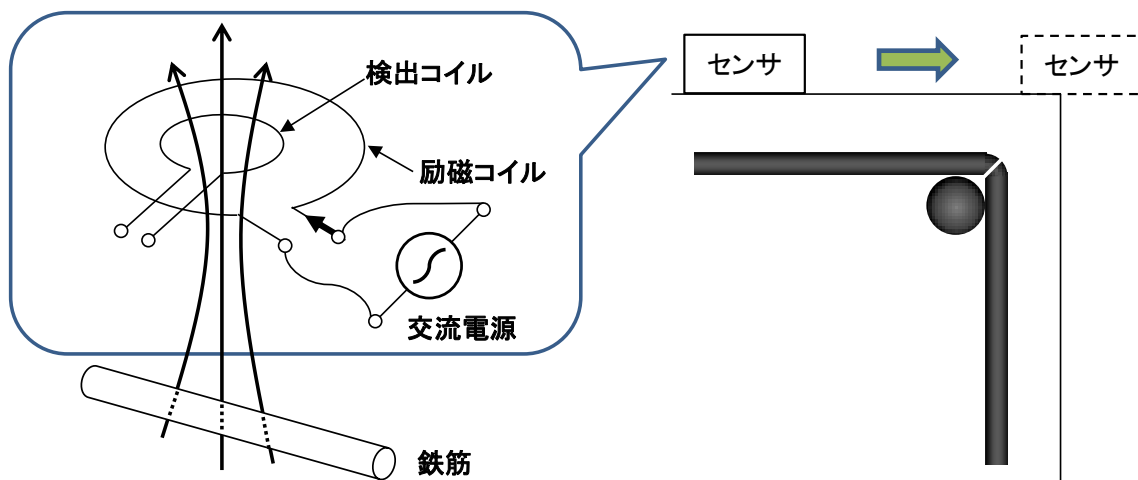 検出コイル
励磁コイル
交流電源
鉄筋
センサ
センサ